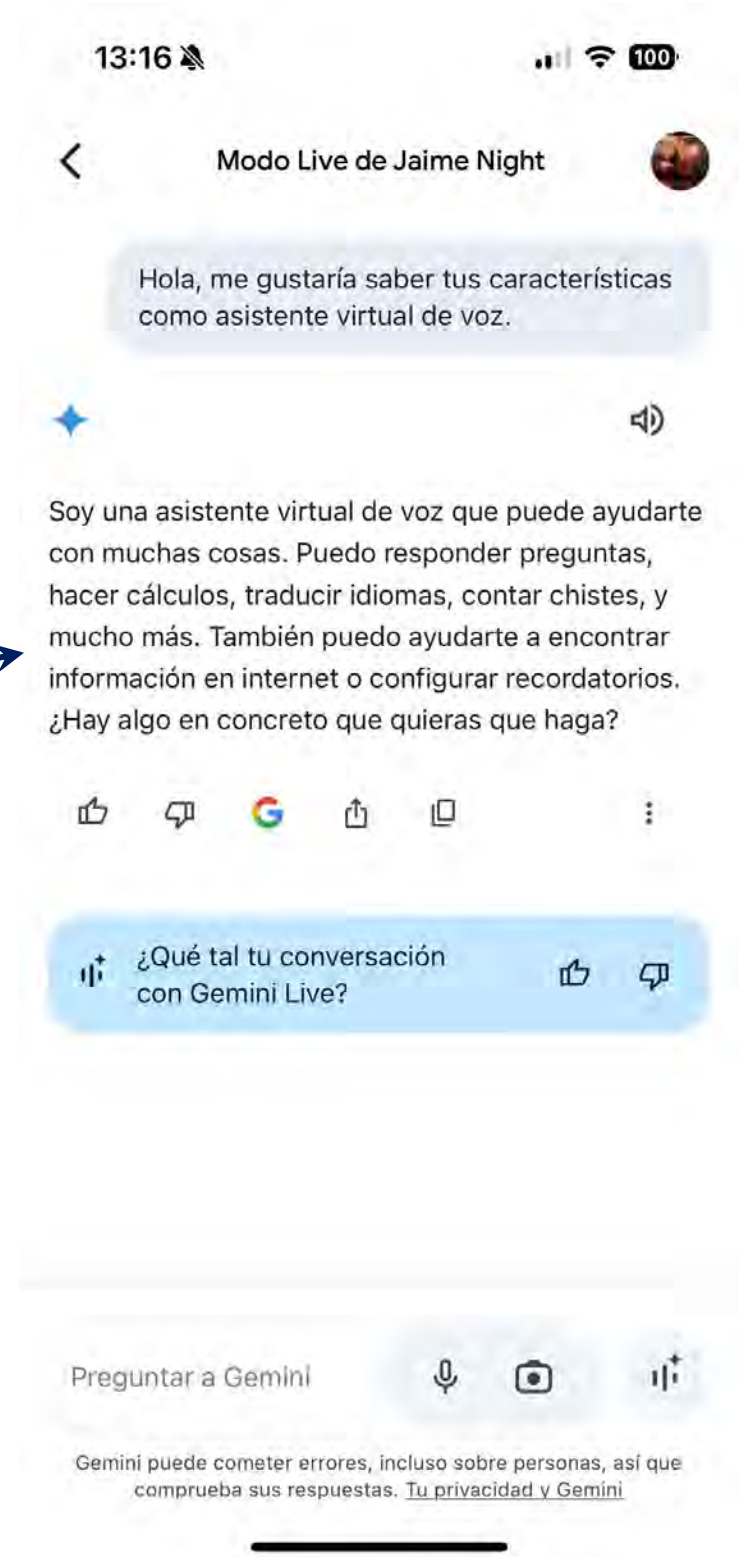 13:16
100
Modo Live de Jaime Night
Hola, me gustaría saber tus características
como asistente virtual de voz.
Soy una asistente virtual de voz que puede ayudarte
con muchas cosas. Puedo responder preguntas,
hacer cálculos, traducir idiomas, contar chistes, y
mucho más. También puedo ayudarte a encontrar
información en internet o configurar recordatorios.
¿Hay algo en concreto que quieras que haga?
¿Qué tal tu conversación
con Gemini Live?
Preguntar a Gemini
Gemini puede cometer errores, incluso sobre personas, así que
comprueba sus respuestas. Tu privacidad y Gemini